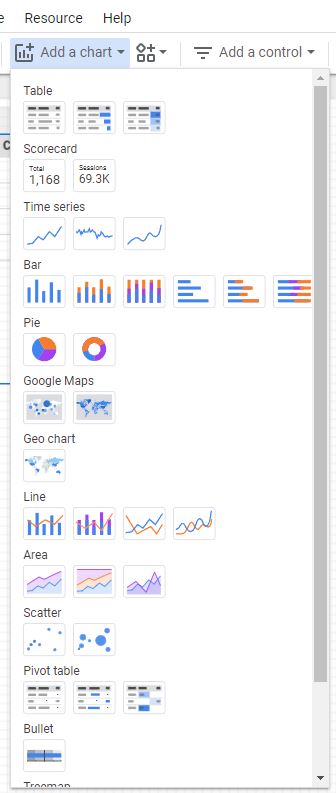 e Resource Help
Add a chart Add a control
C
Table
Scorecard
Total Sessions
1,168 69.3K
Time series
Bar
Pie
Google Maps
Geo chart
Line
Area
Scatter
Pivot table
Bullet
Treemap